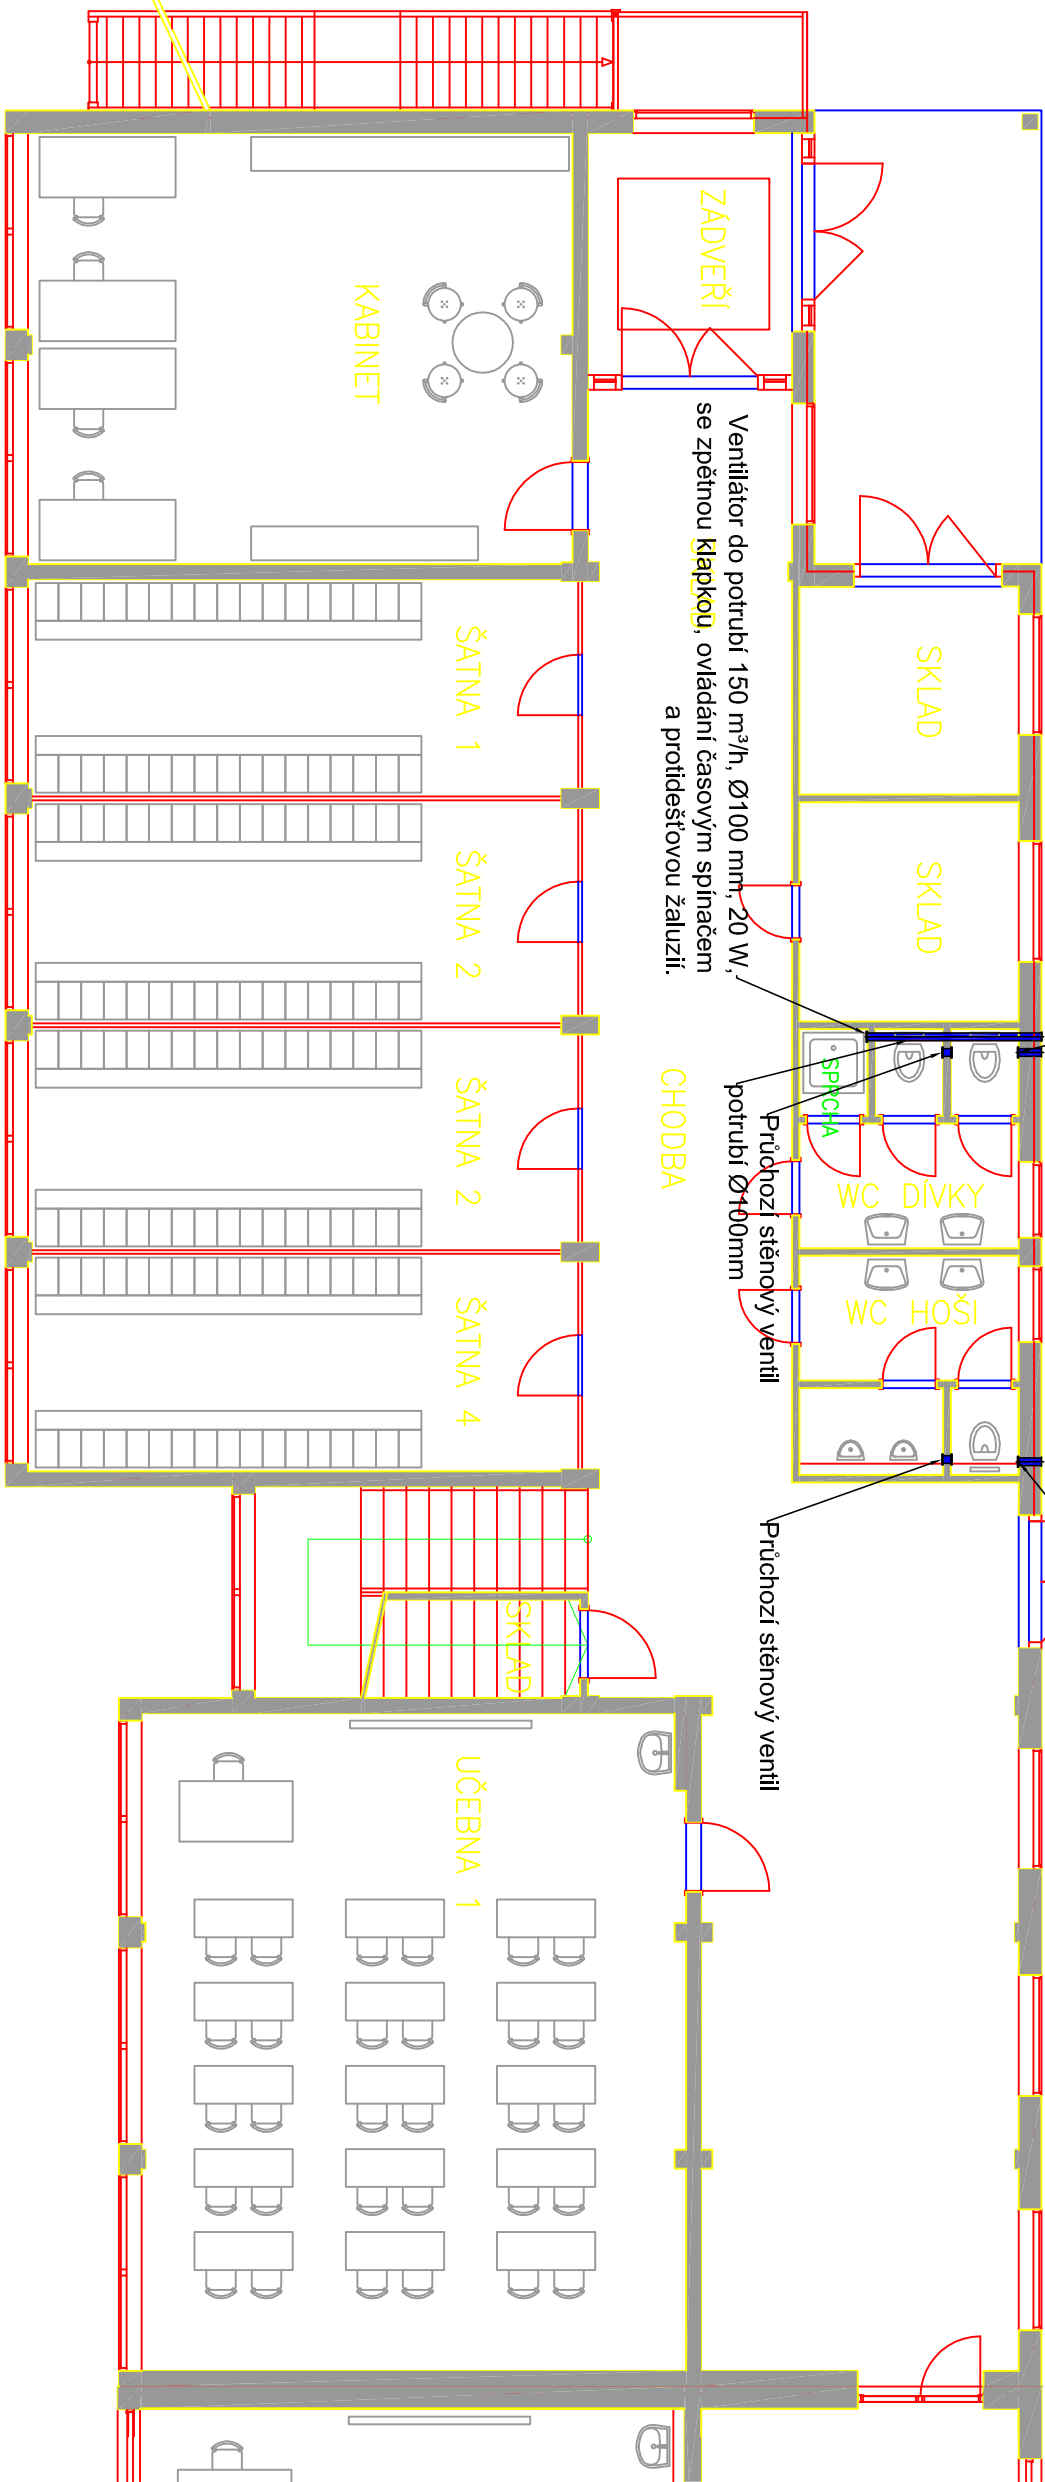 ZÁDVEŘÍ
KABINET
Ventilátor do potrubí 150 m³/h, Ø100 mm, 20 W,
se zpětnou klapkou, ovládání časovým spínačem
a protidešťovou žaluzií.
SKLAD
SKLAD
ŠATNA 1
ŠATNA 2
ŠATNA 2
ŠATNA 4
CHODBA
SPRCHA
WC DÍVKY
WC HOŠI
Průchozí stěnový ventil
potrubí Ø100mm
Průchozí stěnový ventil
SKLAD
UČEBNA 1